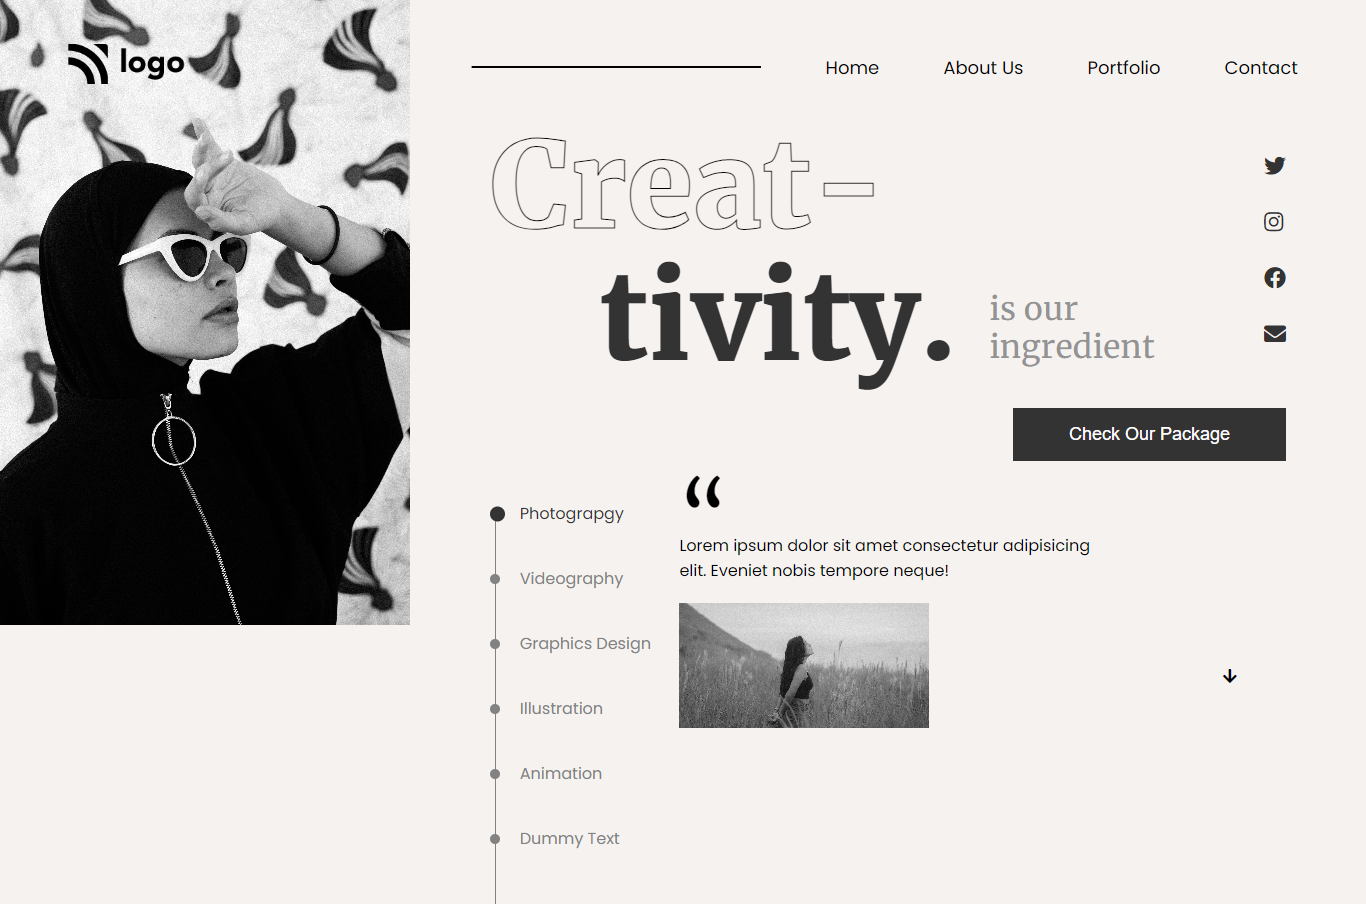 logo
Home About Us Portfolio Contact
Creat-
tivity.
is our
ingredient
Check Our Package
“
Photograpgy
Lorem ipsum dolor sit amet consectetur adipisicing
elit. Eveniet nobis tempore neque!
Videography
Graphics Design
Illustration
Animation
Dummy Text